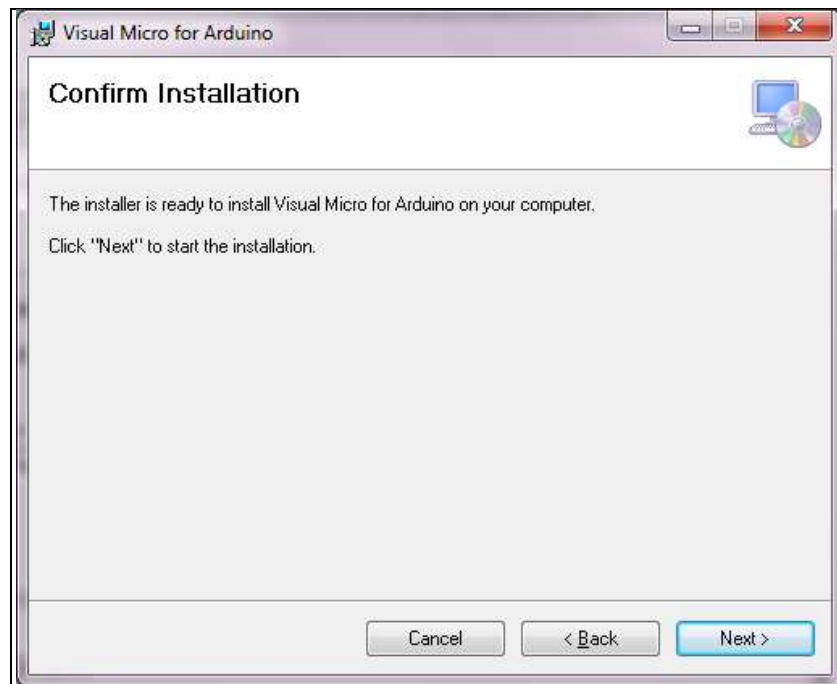 Visual Micro for Arduino
Confirm Installation
The installer is ready to install Visual Micro for Arduino on your computer.
Click "Next" to start the installation.
Cancel
< Back
Next >